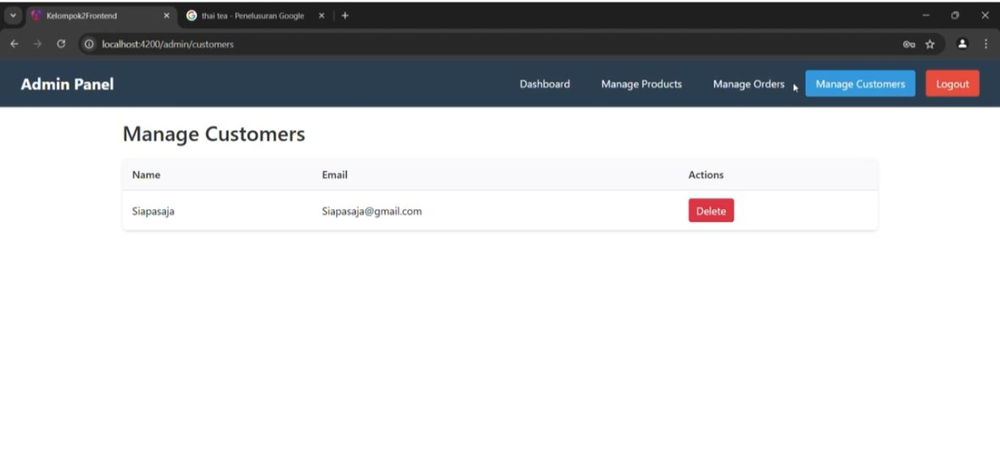 Kelompok2Frontend
thai tea - Penelusuran Google
localhost:4200/admin/customers
Admin Panel
Dashboard
Manage Products
Manage Orders
Manage Customers
Logout
Manage Customers
Name Email Actions
Siapasaja Siapasaja@gmail.com Delete